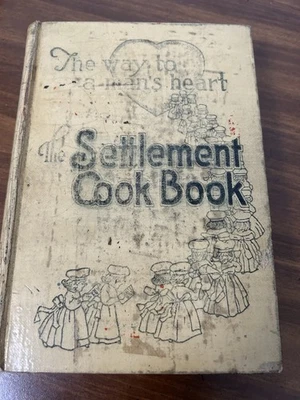 The way to
a man's heart
The Settlement
Cook Book